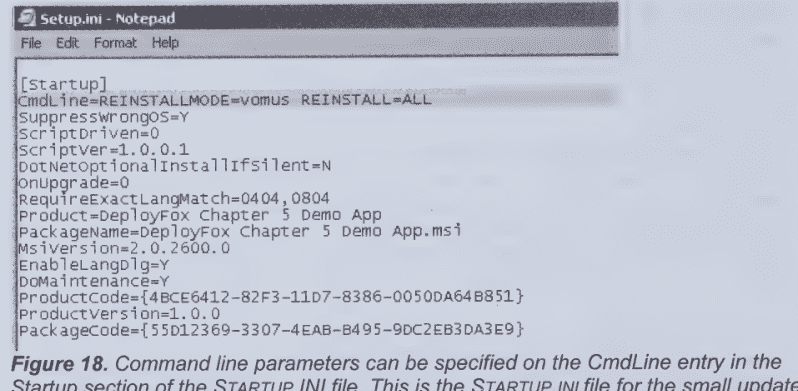 Setup.ini - Notepad
File Edit Format Help
[Startup]
CmdLine=REINSTALLMODE=vomus REINSTALL=ALL
SuppressWrongOS=Y
ScriptDriven=0
ScriptVer=1.0.0.1
DotNetOptionalInstallIfSilent=N
OnUpgrade=0
RequireExactLangMatch=0404,0804
Product=DeployFox Chapter 5 Demo App
PackageName=DeployFox Chapter 5 Demo App.msi
MsiVersion=2.0.2600.0
EnableLangDlg=Y
DoMaintenance=Y
ProductCode={4BCE6412-82F3-11D7-8386-0050DA64B851}
ProductVersion=1.0.0
PackageCode={55D12369-3307-4EAB-B495-9DC2EB3DA3E9}
Figure 18. Command line parameters can be specified on the CmdLine entry in the
Startup section of the STARTUP.INI file. This is the STARTUP.INI file for the small update